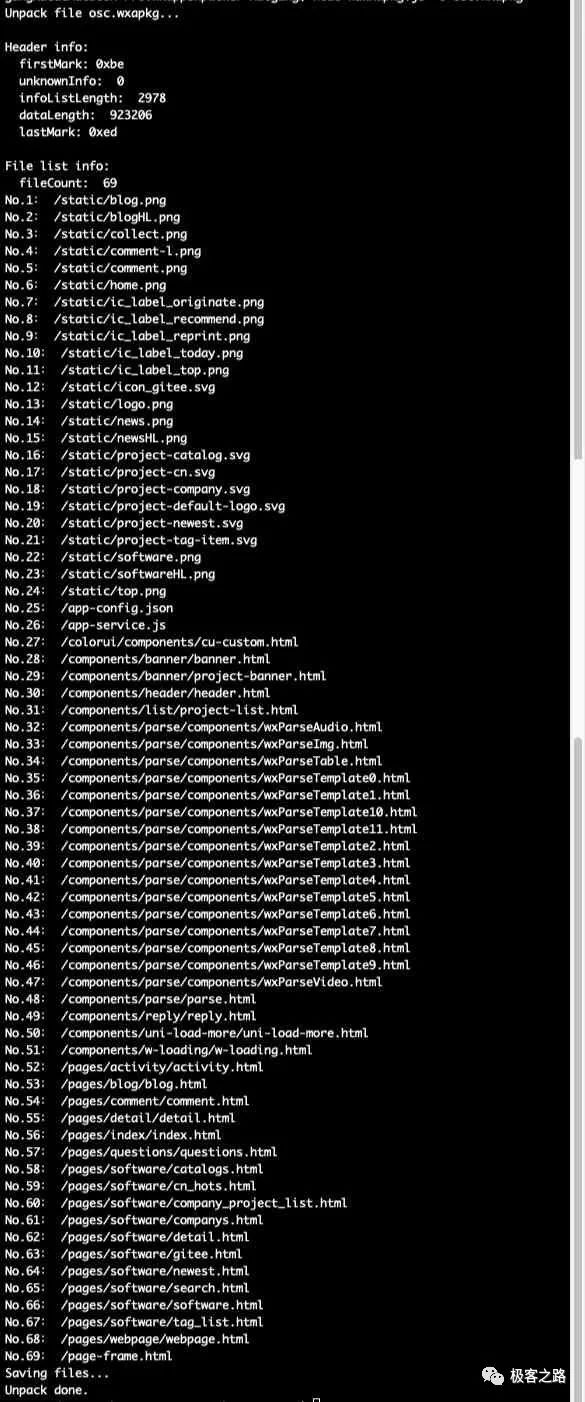 Unpack file osc.wxapkg...
Header info:
firstMark: 0xbe
unknownInfo: 0
infoListLength: 2978
dataLength: 923206
lastMark: 0xed
File list info:
fileCount: 69
No.1: /static/blog.png
No.2: /static/blogHL.png
No.3: /static/collect.png
No.4: /static/comment-l.png
No.5: /static/comment.png
No.6: /static/home.png
No.7: /static/ic_label_originate.png
No.8: /static/ic_label_recommend.png
No.9: /static/ic_label_reprint.png
No.10: /static/ic_label_today.png
No.11: /static/ic_label_top.png
No.12: /static/icon_gitee.svg
No.13: /static/logo.png
No.14: /static/news.png
No.15: /static/newsHL.png
No.16: /static/project-catalog.svg
No.17: /static/project-cn.svg
No.18: /static/project-company.svg
No.19: /static/project-default-logo.svg
No.20: /static/project-newest.svg
No.21: /static/project-tag-item.svg
No.22: /static/software.png
No.23: /static/softwareHL.png
No.24: /static/top.png
No.25: /app-config.json
No.26: /app-service.js
No.27: /colorui/components/cu-custom.html
No.28: /components/banner/banner.html
No.29: /components/banner/project-banner.html
No.30: /components/header/header.html
No.31: /components/list/project-list.html
No.32: /components/parse/components/wxParseAudio.html
No.33: /components/parse/components/wxParseImg.html
No.34: /components/parse/components/wxParseTable.html
No.35: /components/parse/components/wxParseTemplate0.html
No.36: /components/parse/components/wxParseTemplate1.html
No.37: /components/parse/components/wxParseTemplate10.html
No.38: /components/parse/components/wxParseTemplate11.html
No.39: /components/parse/components/wxParseTemplate2.html
No.40: /components/parse/components/wxParseTemplate3.html
No.41: /components/parse/components/wxParseTemplate4.html
No.42: /components/parse/components/wxParseTemplate5.html
No.43: /components/parse/components/wxParseTemplate6.html
No.44: /components/parse/components/wxParseTemplate7.html
No.45: /components/parse/components/wxParseTemplate8.html
No.46: /components/parse/components/wxParseTemplate9.html
No.47: /components/parse/components/wxParseVideo.html
No.48: /components/parse/parse.html
No.49: /components/reply/reply.html
No.50: /components/uni-load-more/uni-load-more.html
No.51: /components/w-loading/w-loading.html
No.52: /pages/activity/activity.html
No.53: /pages/blog/blog.html
No.54: /pages/comment/comment.html
No.55: /pages/detail/detail.html
No.56: /pages/index/index.html
No.57: /pages/questions/questions.html
No.58: /pages/software/catalogs.html
No.59: /pages/software/cn_hots.html
No.60: /pages/software/company_project_list.html
No.61: /pages/software/companys.html
No.62: /pages/software/detail.html
No.63: /pages/software/gitee.html
No.64: /pages/software/newest.html
No.65: /pages/software/search.html
No.66: /pages/software/software.html
No.67: /pages/software/tag_list.html
No.68: /pages/webpage/webpage.html
No.69: /page-frame.html
Saving files...
Unpack done.
极客之路